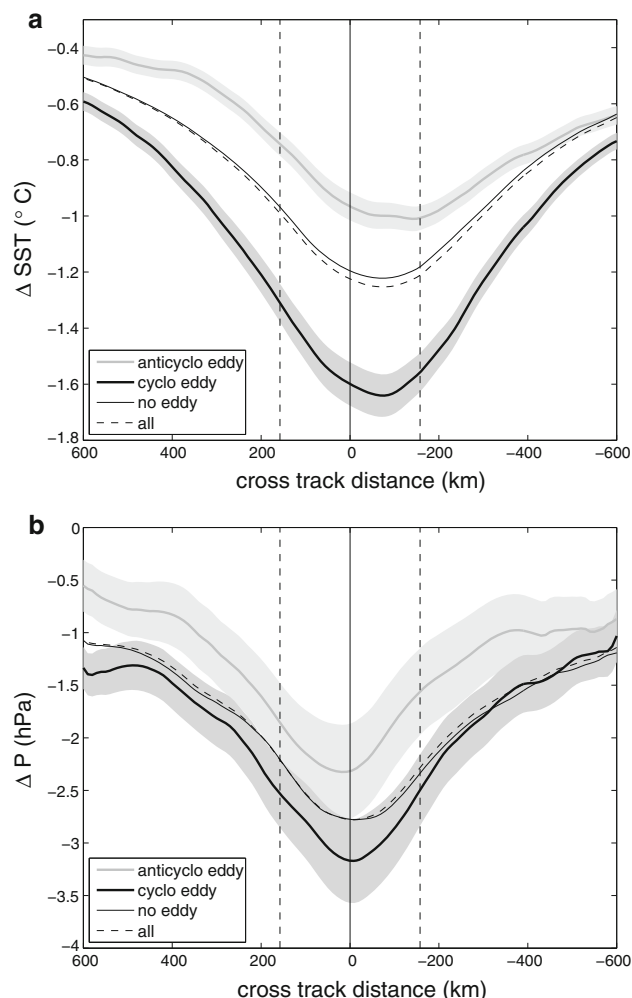 a
−0.4
−0.6
−0.8
−1
−1.2
−1.4
−1.6
−1.8
Δ SST (° C)
anticyclo eddy
cyclo eddy
no eddy
all
600 400 200 0 −200 −400 −600
cross track distance (km)
b
0
−0.5
−1
−1.5
−2
−2.5
−3
−3.5
−4
Δ P (hPa)
anticyclo eddy
cyclo eddy
no eddy
all
600 400 200 0 −200 −400 −600
cross track distance (km)